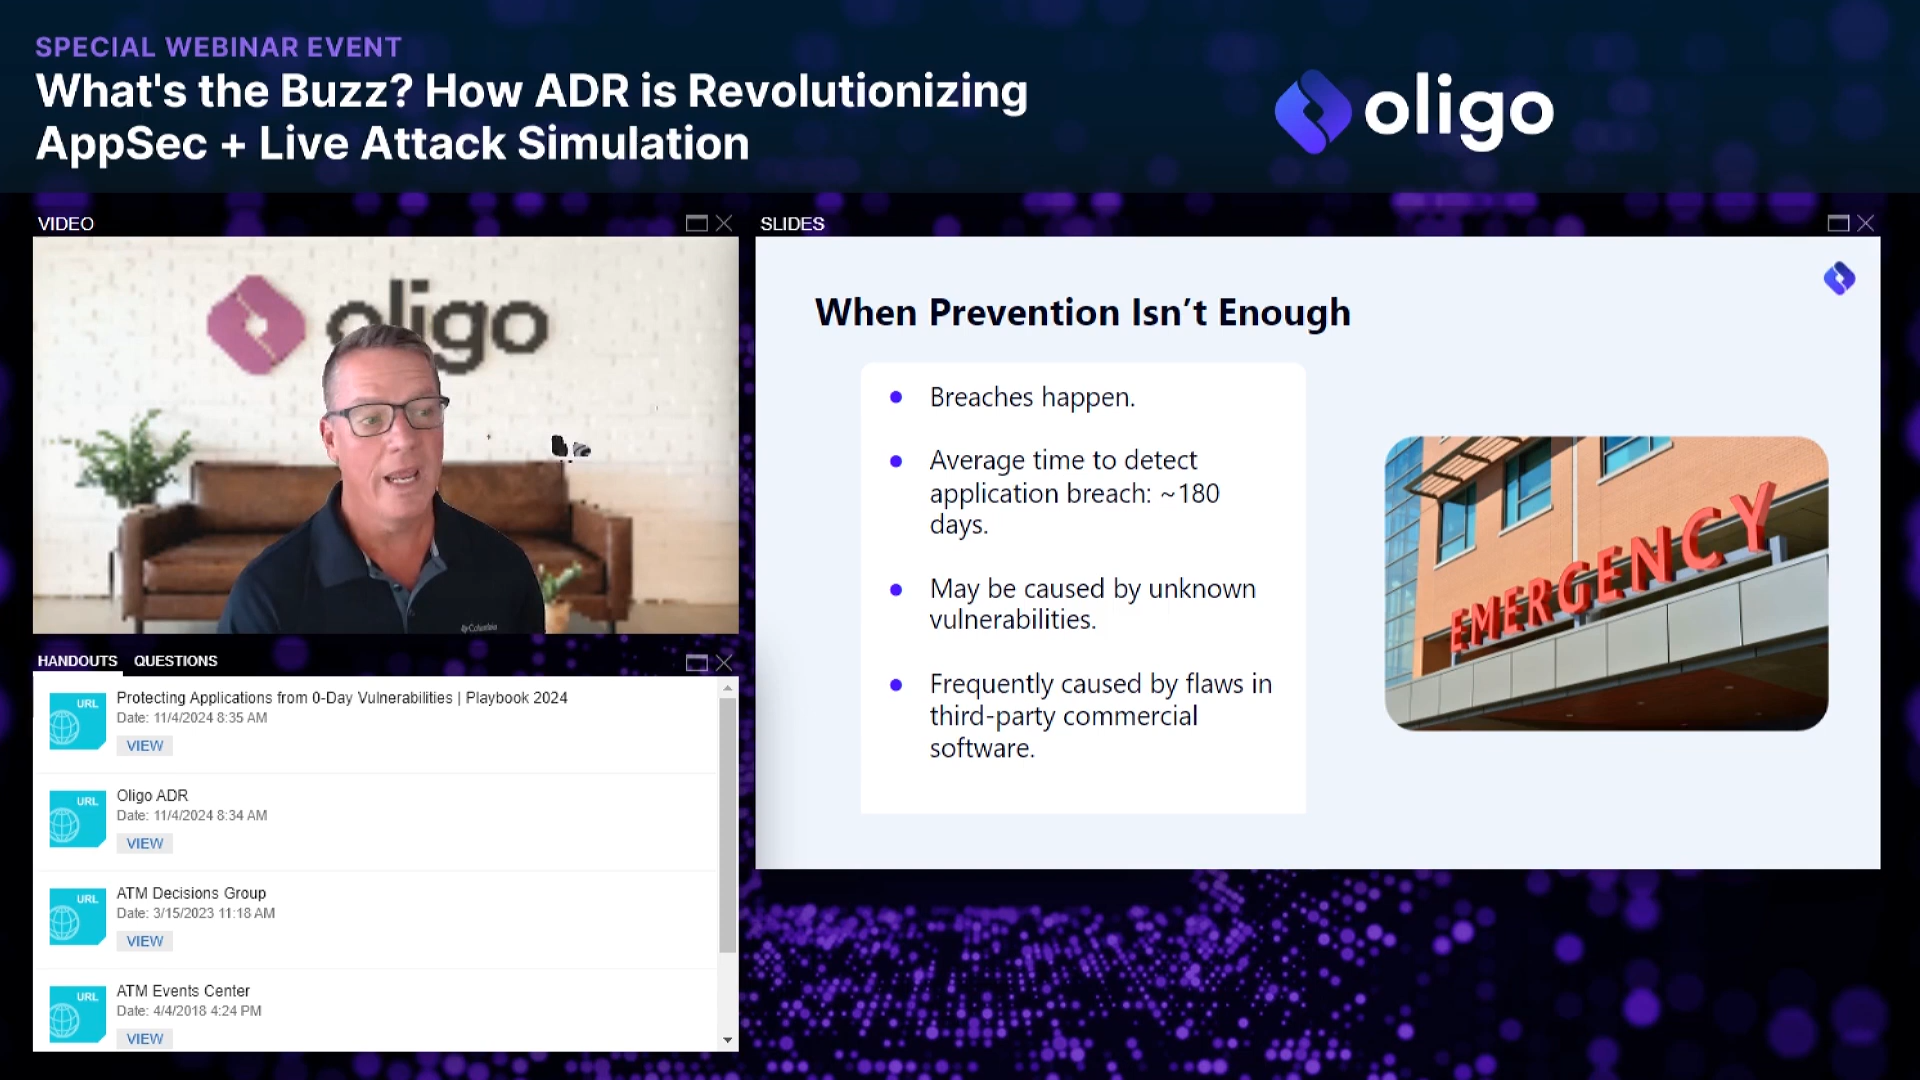 SPECIAL WEBINAR EVENT
What's the Buzz? How ADR is Revolutionizing
AppSec + Live Attack Simulation
oligo
VIDEO
oligo
Columbia
SLIDES
When Prevention Isn’t Enough
Breaches happen.
Average time to detect
application breach: ~180
days.
May be caused by unknown
vulnerabilities.
Frequently caused by flaws in
third-party commercial
software.
EMERGENCY
HANDOUTS QUESTIONS
URL
Protecting Applications from 0-Day Vulnerabilities | Playbook 2024
Date: 11/4/2024 8:35 AM
VIEW
URL
Oligo ADR
Date: 11/4/2024 8:34 AM
VIEW
URL
ATM Decisions Group
Date: 3/15/2023 11:18 AM
VIEW
URL
ATM Events Center
Date: 4/4/2018 4:24 PM
VIEW